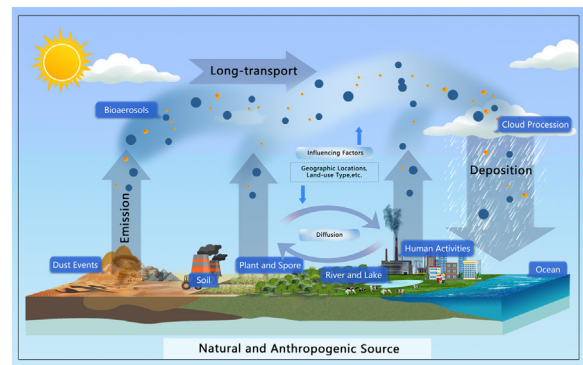 Long-transport
Bioaerosols
Cloud Procession
Influencing Factors
Geographic Locations,
Land-use Type,etc.
Deposition
Emission
Diffusion
Human Activities
Dust Events
Soil
Plant and Spore
River and Lake
Ocean
Natural and Anthropogenic Source